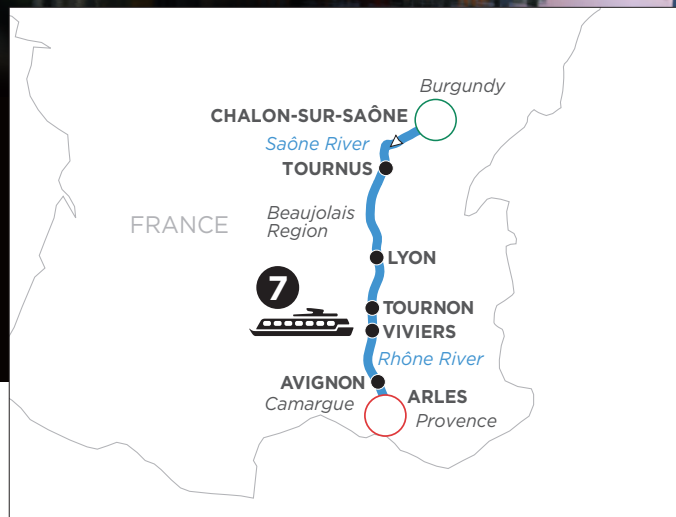 Burgundy
CHALON-SUR-SAÔNE
Saône River
TOURNUS
Beaujolais
Region
FRANCE
LYON
7
TOURNON
VIVIERS
Rhône River
AVIGNON
ARLES
Camargue
Provence